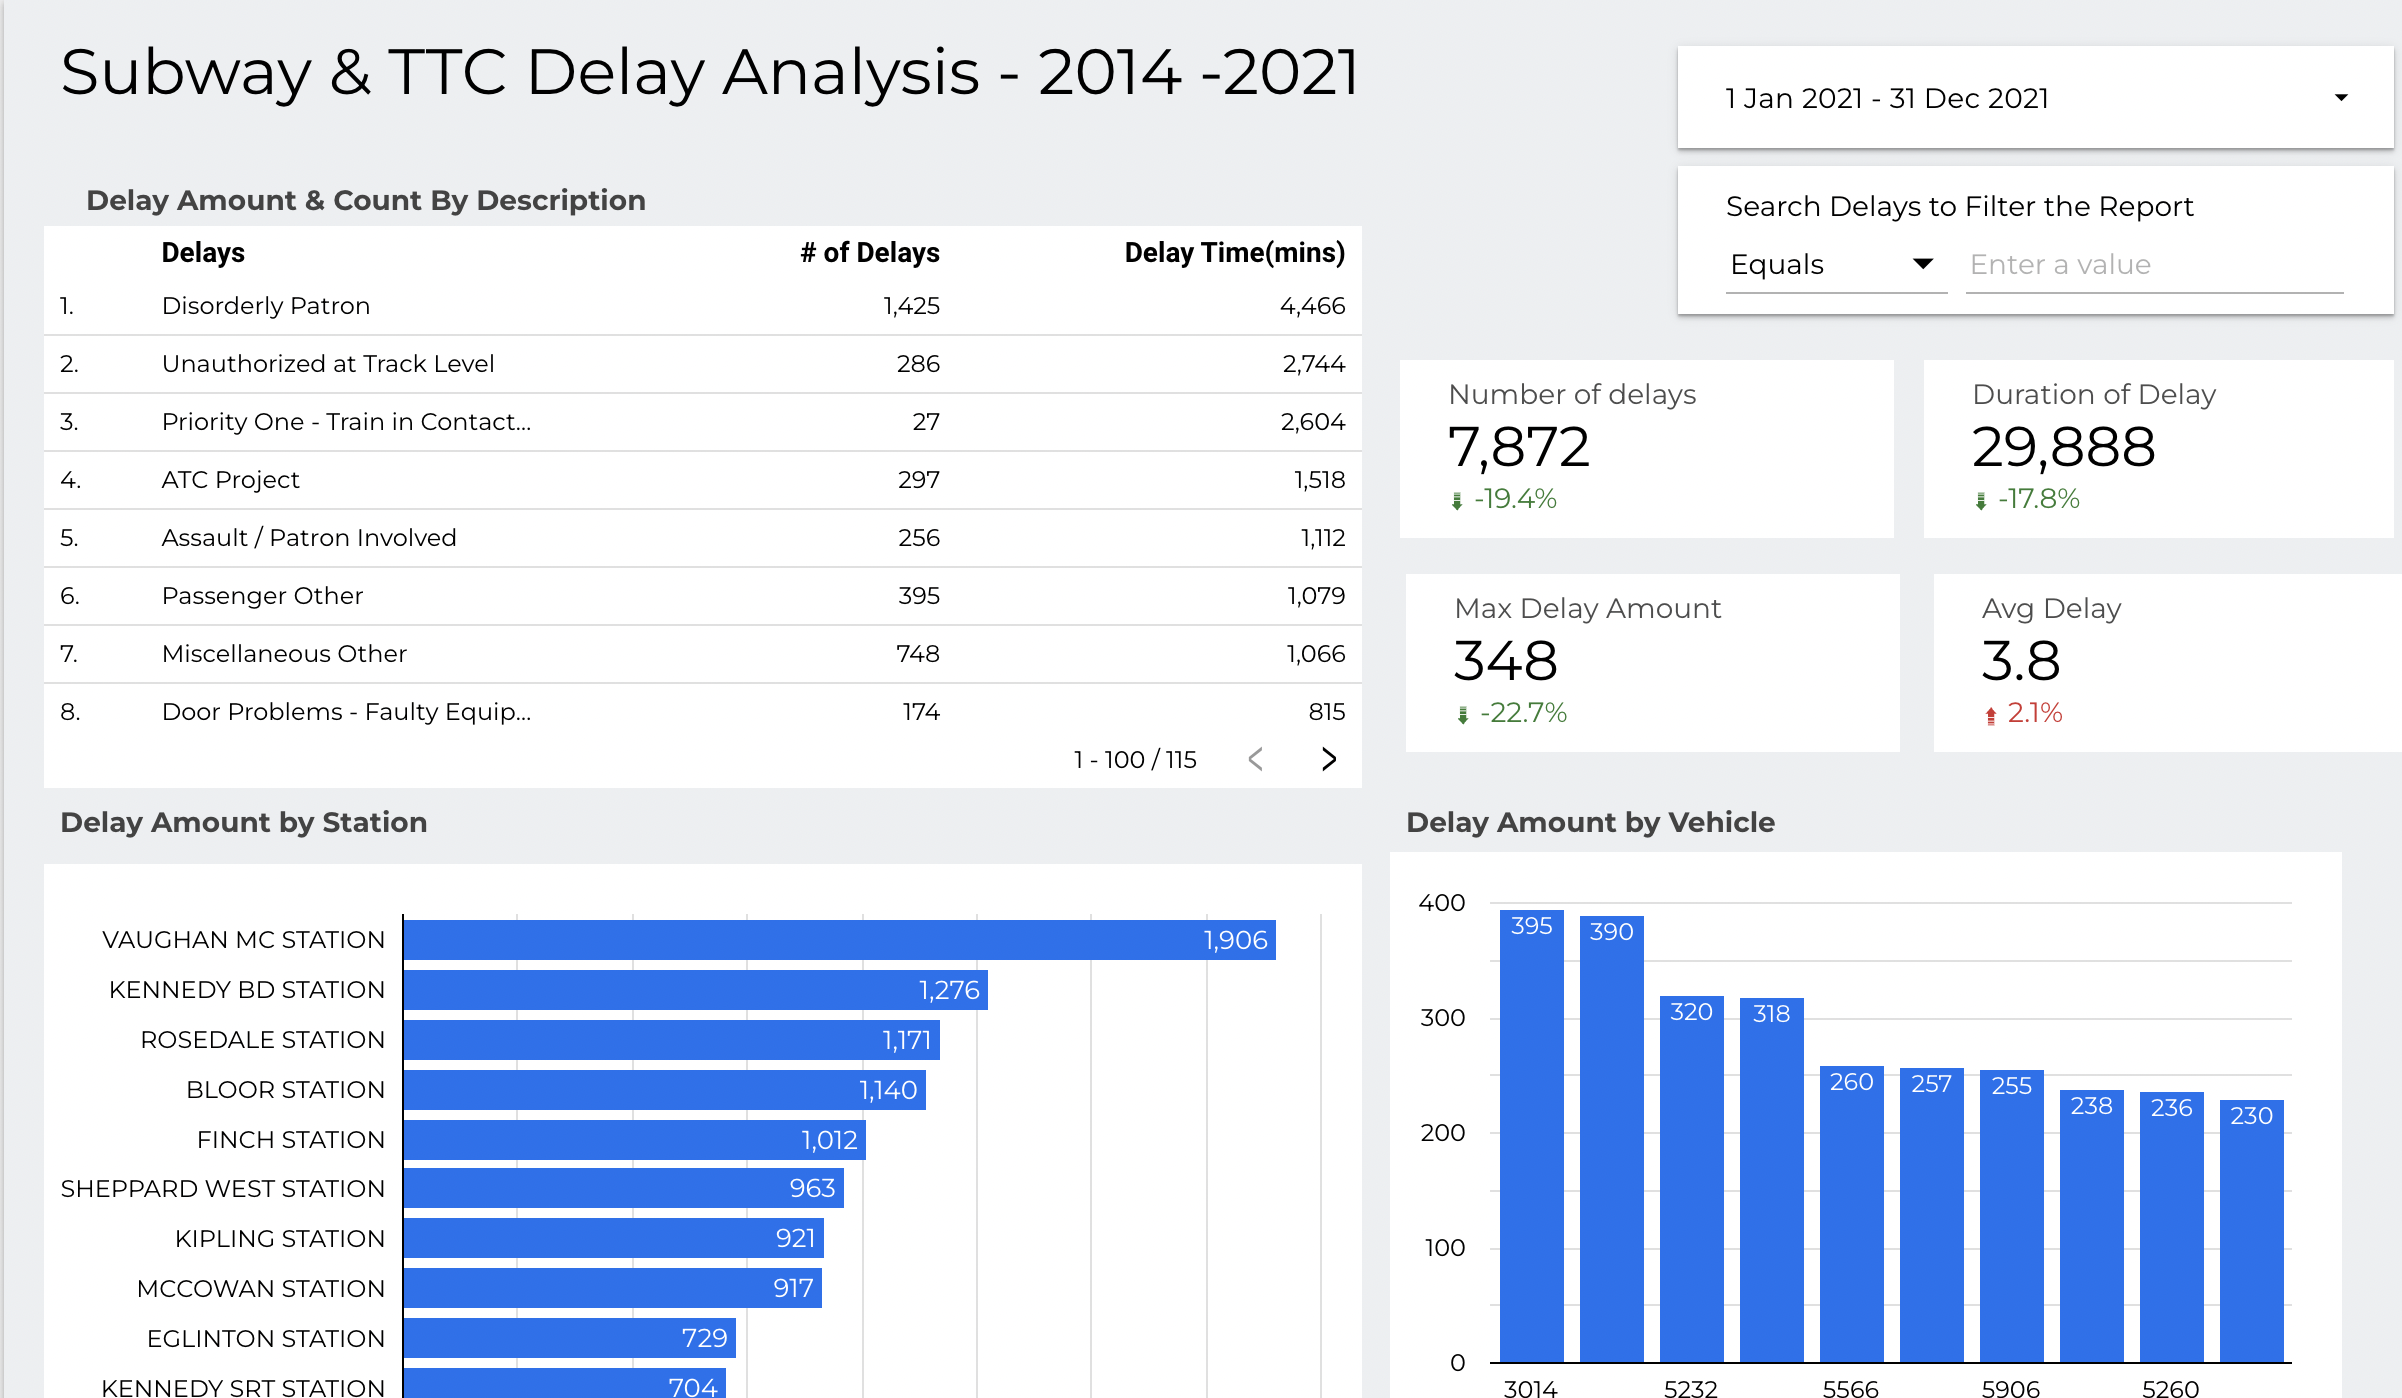 Subway & TTC Delay Analysis - 2014 -2021
1 Jan 2021 - 31 Dec 2021
Search Delays to Filter the Report
Equals Enter a value
Delay Amount & Count By Description
Delays # of Delays Delay Time(mins)
1. Disorderly Patron 1,425 4,466
2. Unauthorized at Track Level 286 2,744
3. Priority One - Train in Contact... 27 2,604
4. ATC Project 297 1,518
5. Assault / Patron Involved 256 1,112
6. Passenger Other 395 1,079
7. Miscellaneous Other 748 1,066
8. Door Problems - Faulty Equip... 174 815
1 - 100 / 115
Number of delays
7,872
-19.4%
Duration of Delay
29,888
-17.8%
Max Delay Amount
348
-22.7%
Avg Delay
3.8
2.1%
Delay Amount by Station
VAUGHAN MC STATION 1,906
KENNEDY BD STATION 1,276
ROSEDALE STATION 1,171
BLOOR STATION 1,140
FINCH STATION 1,012
SHEPPARD WEST STATION 963
KIPLING STATION 921
MCCOWAN STATION 917
EGLINTON STATION 729
KENNEDY SRT STATION 704
Delay Amount by Vehicle
400
300
200
100
0
395 390 320 318 260 257 255 238 236 230
3014 5232 5566 5906 5260